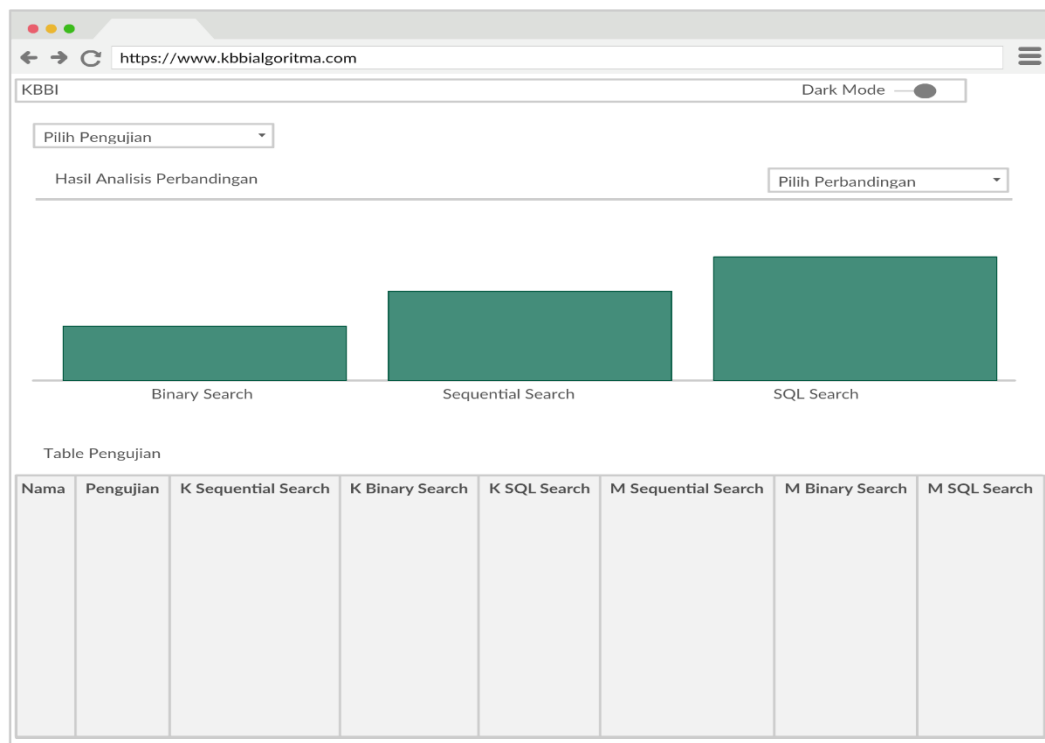 https://www.kbbialgoritma.com
KBBI Dark Mode
Pilih Pengujian
Hasil Analisis Perbandingan Pilih Perbandingan
Binary Search Sequential Search SQL Search
Table Pengujian
Nama Pengujian K Sequential Search K Binary Search K SQL Search M Sequential Search M Binary Search M SQL Search